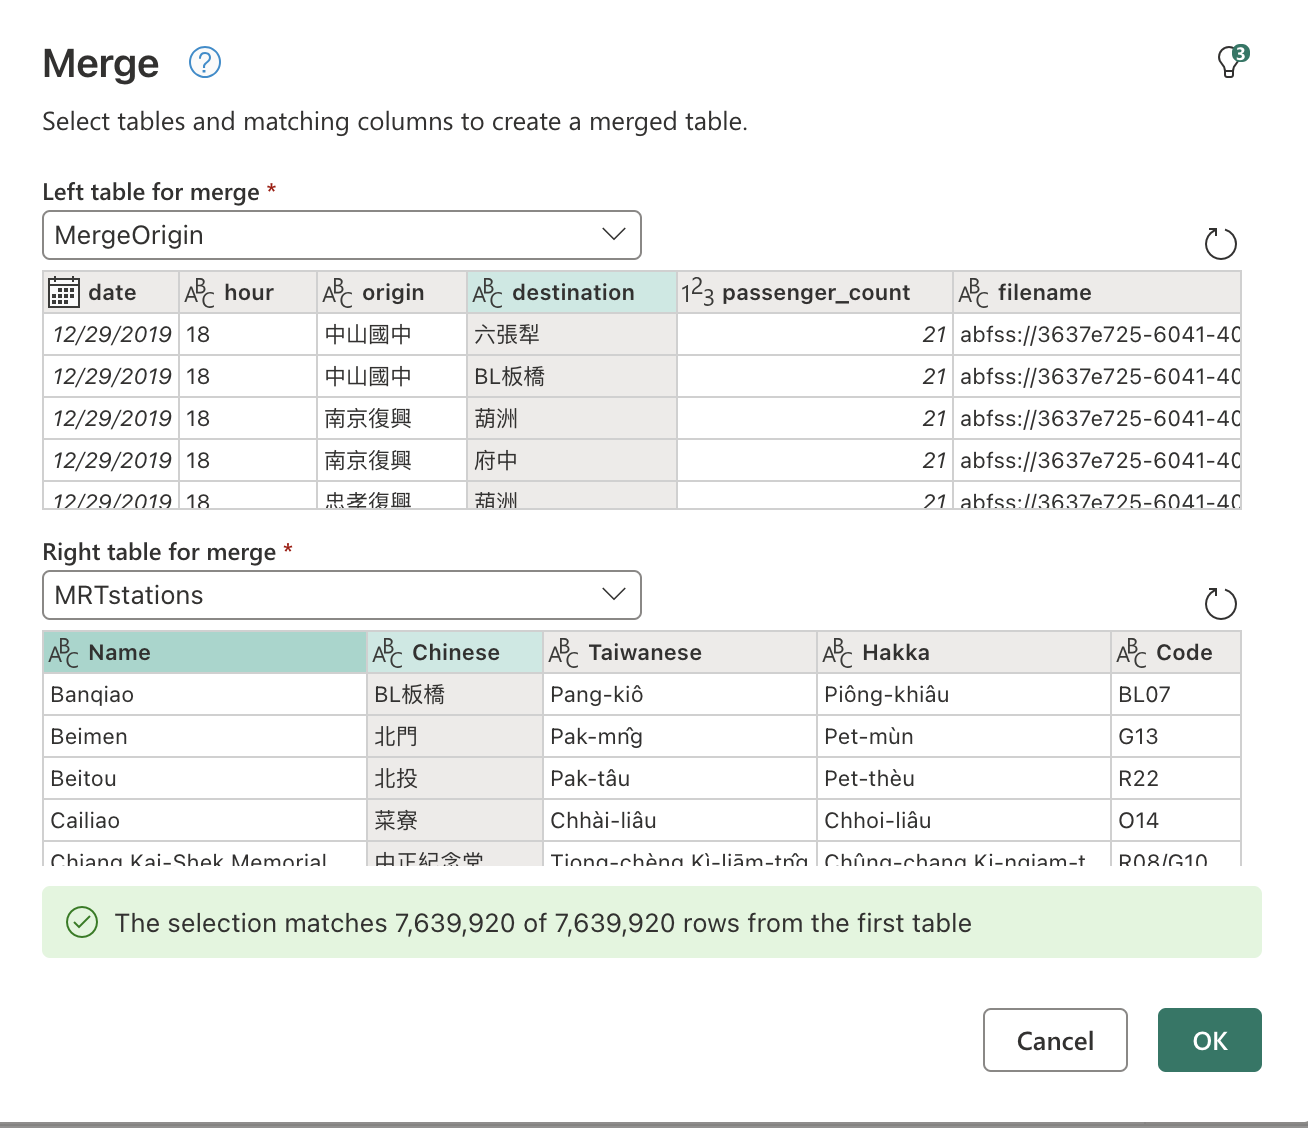 Merge
3
Select tables and matching columns to create a merged table.
Left table for merge *
MergeOrigin
date hour origin destination passenger_count filename
12/29/2019 18 中山國中 六張犁 21 abfss://3637e725-6041-40
12/29/2019 18 中山國中 BL板橋 21 abfss://3637e725-6041-40
12/29/2019 18 南京復興 葫洲 21 abfss://3637e725-6041-40
12/29/2019 18 南京復興 府中 21 abfss://3637e725-6041-40
12/29/2019 18 忠孝復興 葫洲 21 abfss://3637e725-6041-40
Right table for merge *
MRTstations
Name Chinese Taiwanese Hakka Code
Banqiao BL板橋 Pang-kiô Piông-khiâu BL07
Beimen 北門 Pak-mn̂g Pet-mùn G13
Beitou 北投 Pak-tâu Pet-thèu R22
Cailiao 菜寮 Chhài-liâu Chhoi-liâu O14
Chiang Kai-Shek Memorial 中正紀念堂 Tiong-chèng Kì-liām-tn̂g Chûng-chang Ki-ngiam-t R08/G10
The selection matches 7,639,920 of 7,639,920 rows from the first table
Cancel OK